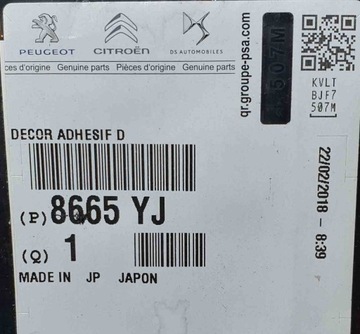 PEUGEOT CITROËN DS AUTOMOBILES
ces d'origine Genuine parts Pièces d'origine Genuine parts
qr.groupe-psa.com
507M
KVLT
BJF7
507M
DECOR ADHESIF D
(P) 8665 YJ
(Q) 1
MADE IN JP JAPON
22/02/2018 – 8:39